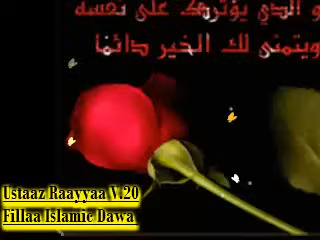 و الذي يؤثرك على نفسه
ويتمنى لك الخير دائما
Ustaaz Raayyaa V.20
Fillaa Islamic Dawa